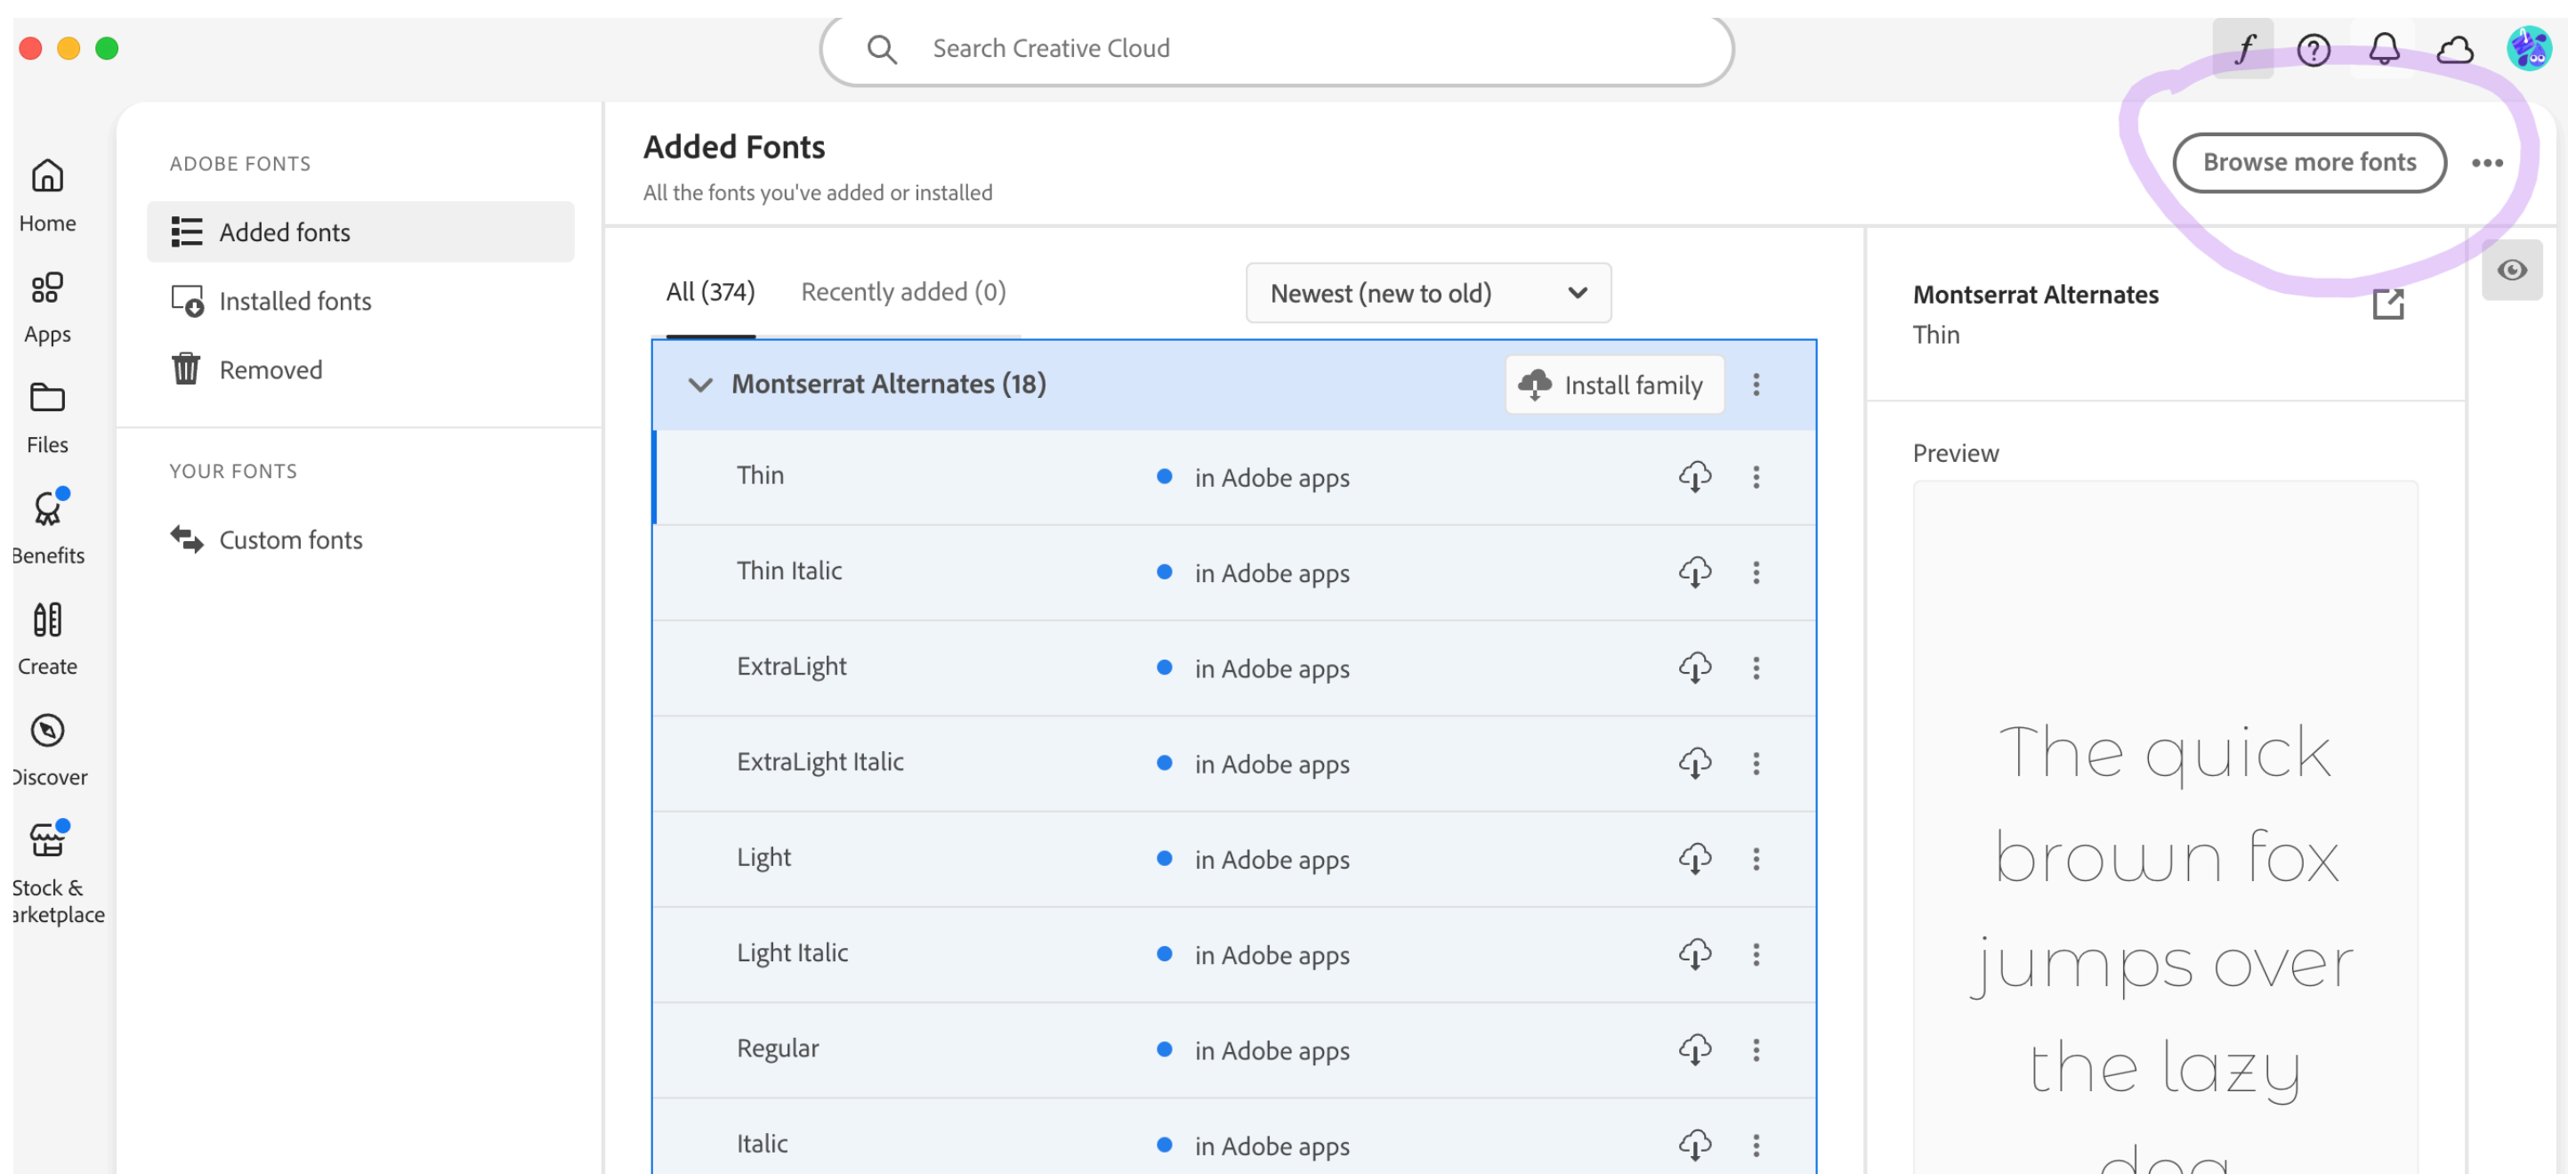 Search Creative Cloud
f
Home
Apps
Files
Benefits
Create
Discover
Stock &
arketplace
ADOBE FONTS
Added fonts
Installed fonts
Removed
YOUR FONTS
Custom fonts
Added Fonts
All the fonts you've added or installed
Browse more fonts
All (374)
Recently added (0)
Newest (new to old)
Montserrat Alternates (18)
Install family
Thin
in Adobe apps
Thin Italic
in Adobe apps
ExtraLight
in Adobe apps
ExtraLight Italic
in Adobe apps
Light
in Adobe apps
Light Italic
in Adobe apps
Regular
in Adobe apps
Italic
in Adobe apps
Montserrat Alternates
Thin
Preview
The quick
brown fox
jumps over
the lazy
dog